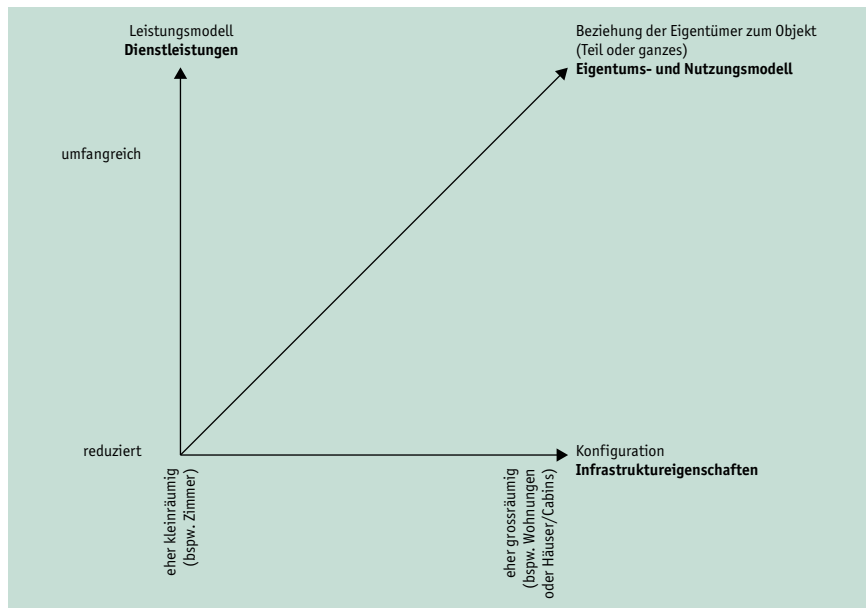 Leistungsmodell
Dienstleistungen
Beziehung der Eigentümer zum Objekt
(Teil oder ganzes)
Eigentums- und Nutzungsmodell
umfangreich
reduziert
Konfiguration
Infrastruktureigenschaften
eher kleinräumig
(bspw. Zimmer)
eher grossräumig
(bspw. Wohnungen
oder Häuser/Cabins)